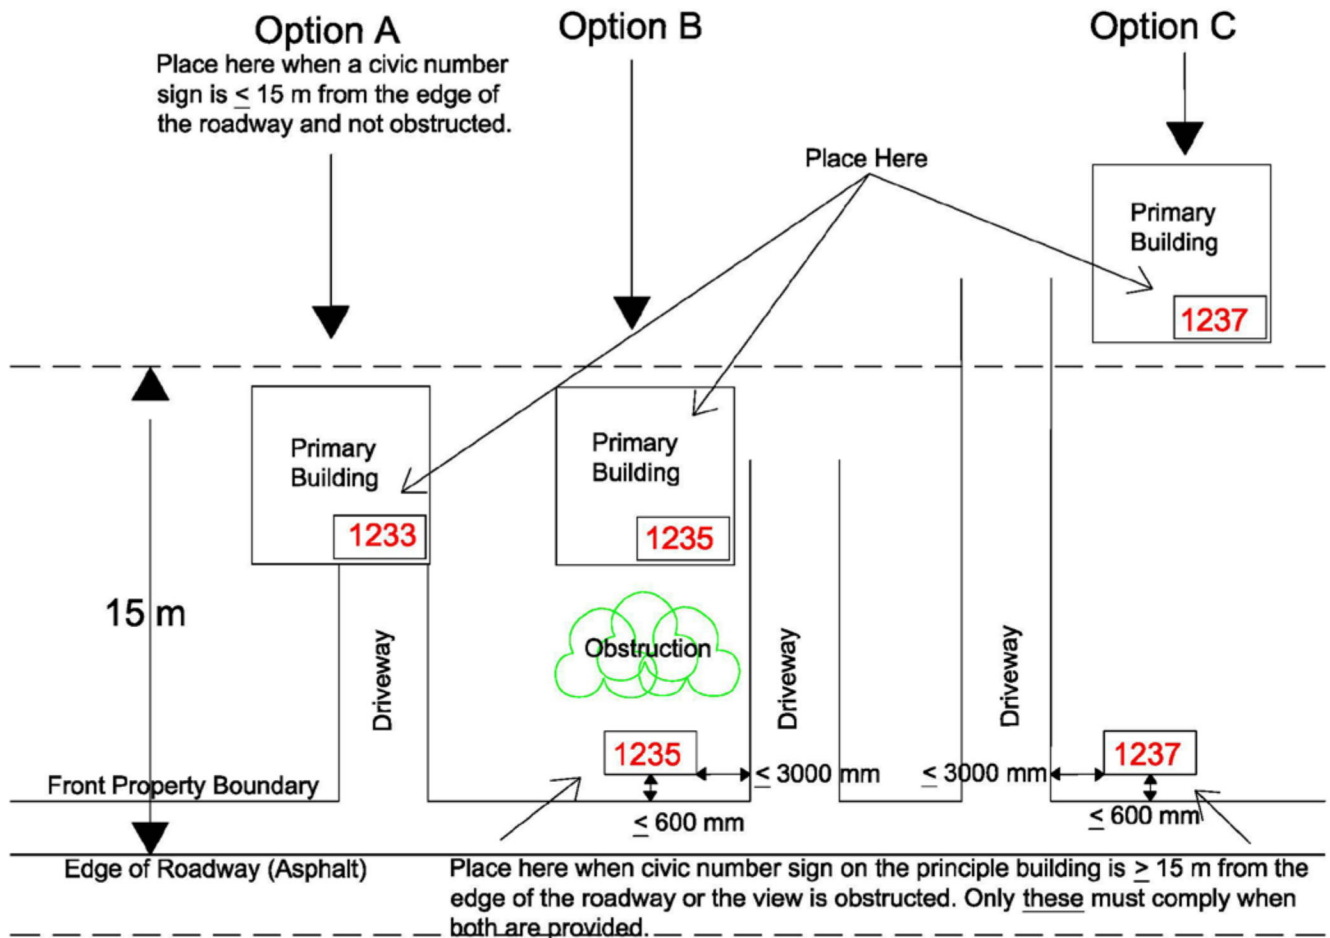 Option A
Place here when a civic number
sign is ≤ 15 m from the edge of
the roadway and not obstructed.
Option B
Option C
Place Here
Primary
Building
1237
Primary
Building
1233
Primary
Building
1235
15 m
Driveway
Obstruction
Driveway
Driveway
1235
≤ 3000 mm
≤ 600 mm
≤ 3000 mm
1237
≤ 600 mm
Front Property Boundary
Edge of Roadway (Asphalt)
Place here when civic number sign on the principle building is ≥ 15 m from the
edge of the roadway or the view is obstructed. Only these must comply when
both are provided.